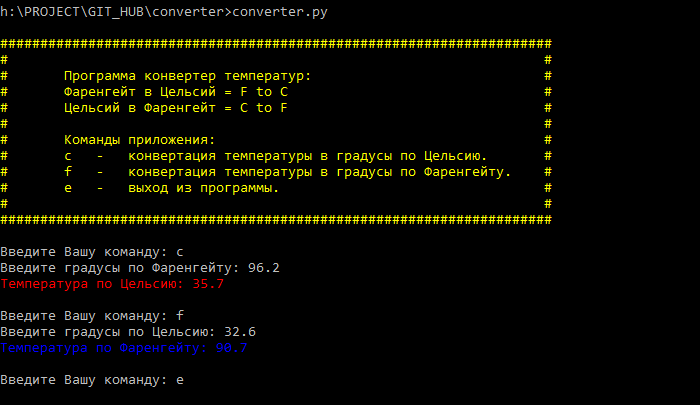 h:\PROJECT\GIT_HUB\converter>converter.py
#####################################################################
# #
# Программа конвертер температур: #
# Фаренгейт в Цельсий = F to C #
# Цельсий в Фаренгейт = C to F #
# #
# Команды приложения: #
# c - конвертация температуры в градусы по Цельсию. #
# f - конвертация температуры в градусы по Фаренгейту. #
# e - выход из программы. #
# #
#####################################################################
Введите Вашу команду: c
Введите градусы по Фаренгейту: 96.2
Температура по Цельсию: 35.7
Введите Вашу команду: f
Введите градусы по Цельсию: 32.6
Температура по Фаренгейту: 90.7
Введите Вашу команду: e